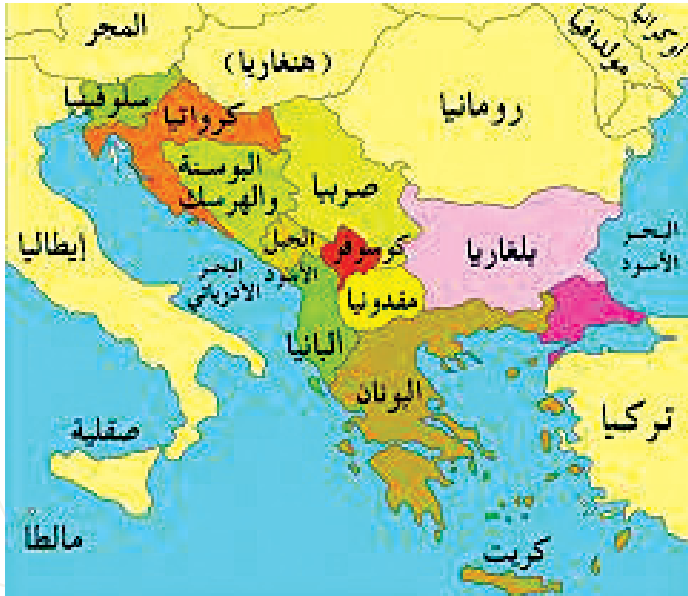 المجر
(هنغاريا)
مولدافيا
اوكرانيا
سلوفينيا
كرواتيا
رومانيا
البوسنة
والهرسك
صربيا
إيطاليا
الجبل
الأسود
كوسوفو
بلغاريا
البحر
الأسود
البحر
الأدرياتي
مقدونيا
ألبانيا
اليونان
تركيا
صقلية
مالطا
كريت